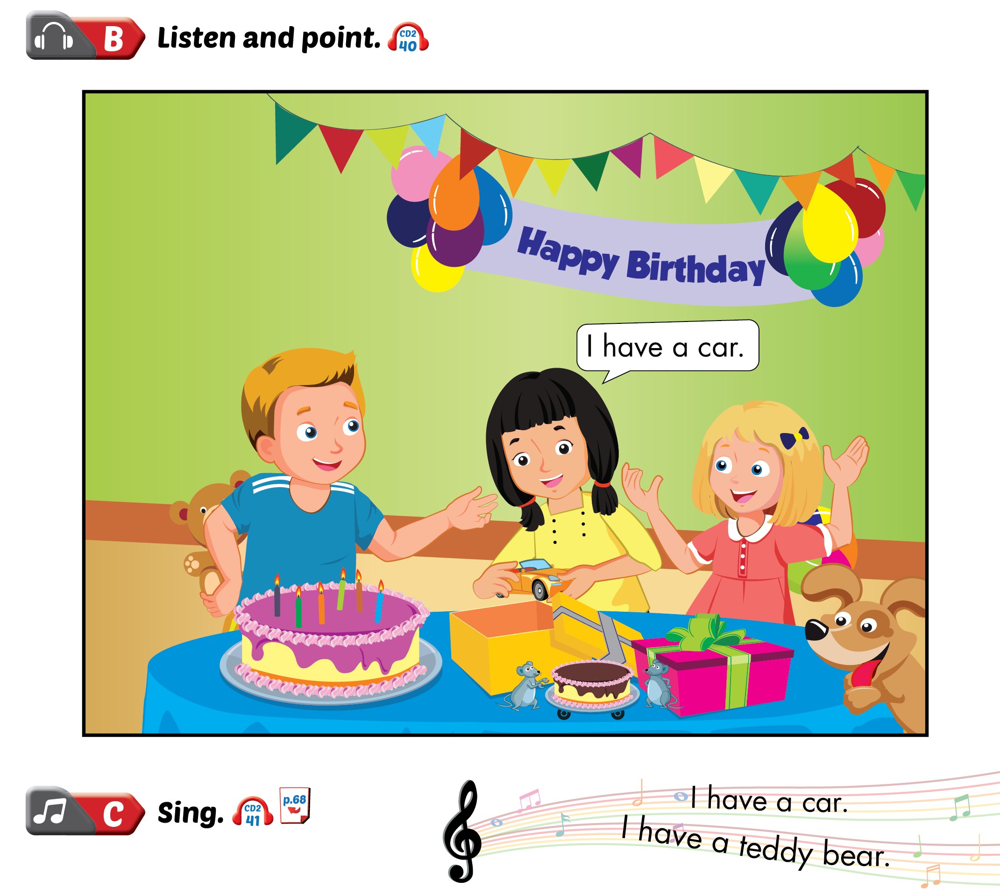 B Listen and point. CD2 40
Happy Birthday
I have a car.
C Sing. CD2 41 p.68
I have a car.
I have a teddy bear.